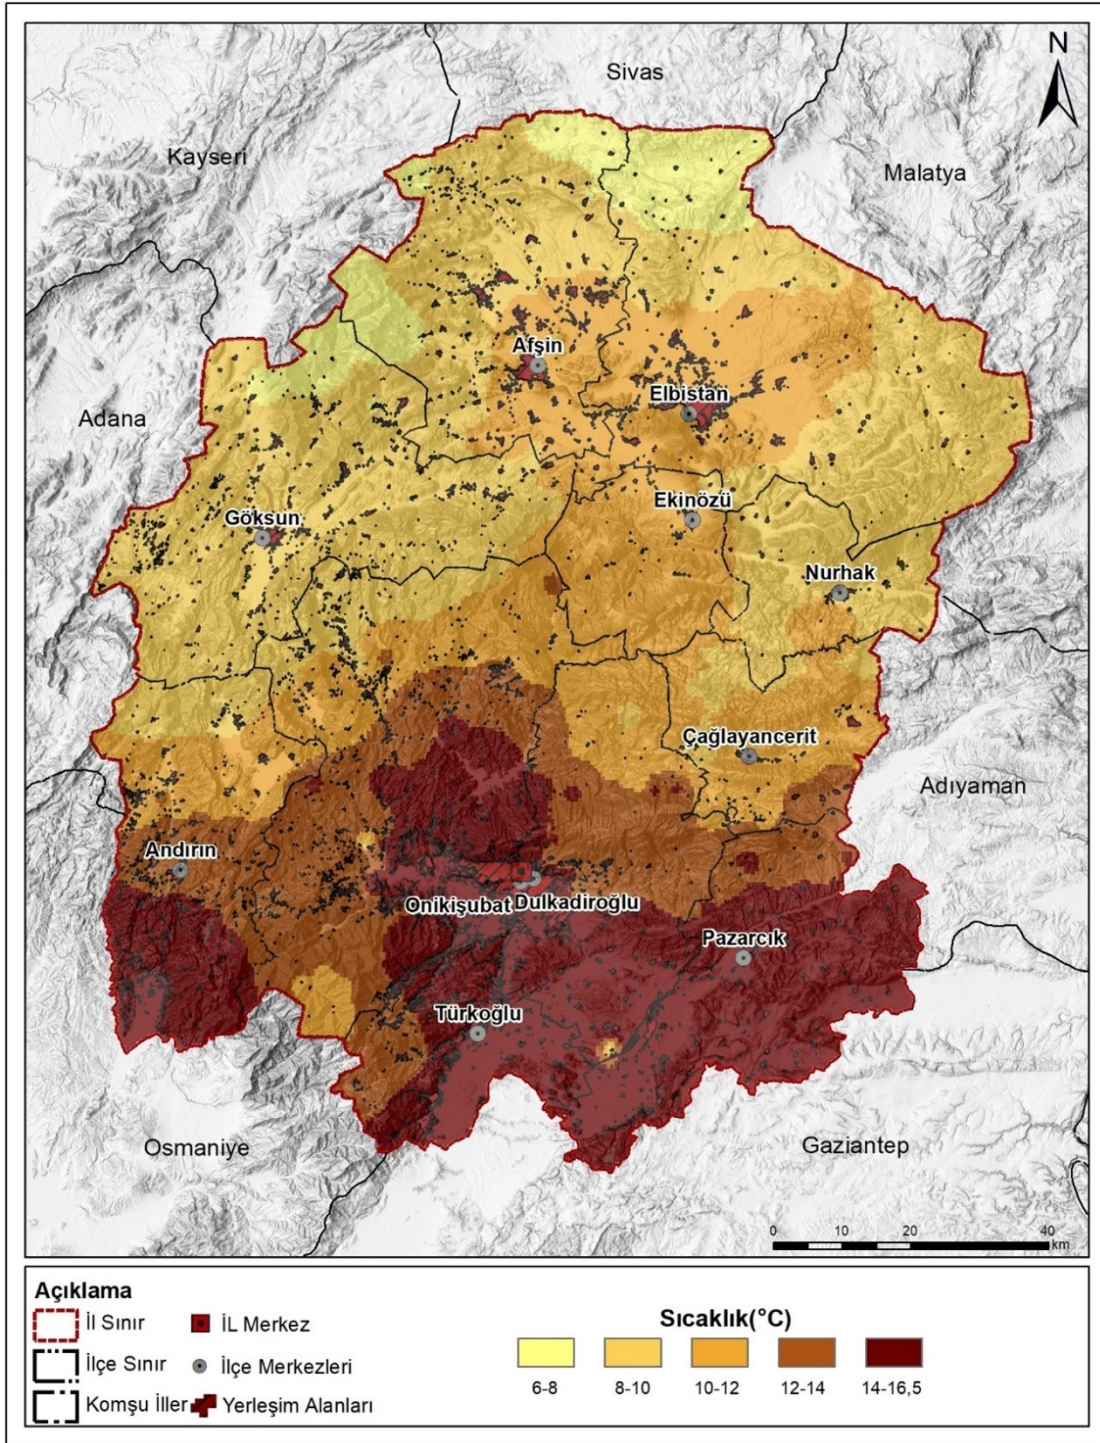 N
Sivas
Kayseri
Malatya
Afşin
Elbistan
Adana
Ekinözü
Göksun
Nurhak
Çağlayancerit
Adıyaman
Andırın
Onikişubat Dulkadiroğlu
Pazarcık
Türkoğlu
Osmaniye
Gaziantep
0 10 20 40
km
Açıklama
İl Sınır
İL Merkez
İlçe Sınır
İlçe Merkezleri
Komşu İller
Yerleşim Alanları
Sıcaklık(°C)
6-8 8-10 10-12 12-14 14-16,5